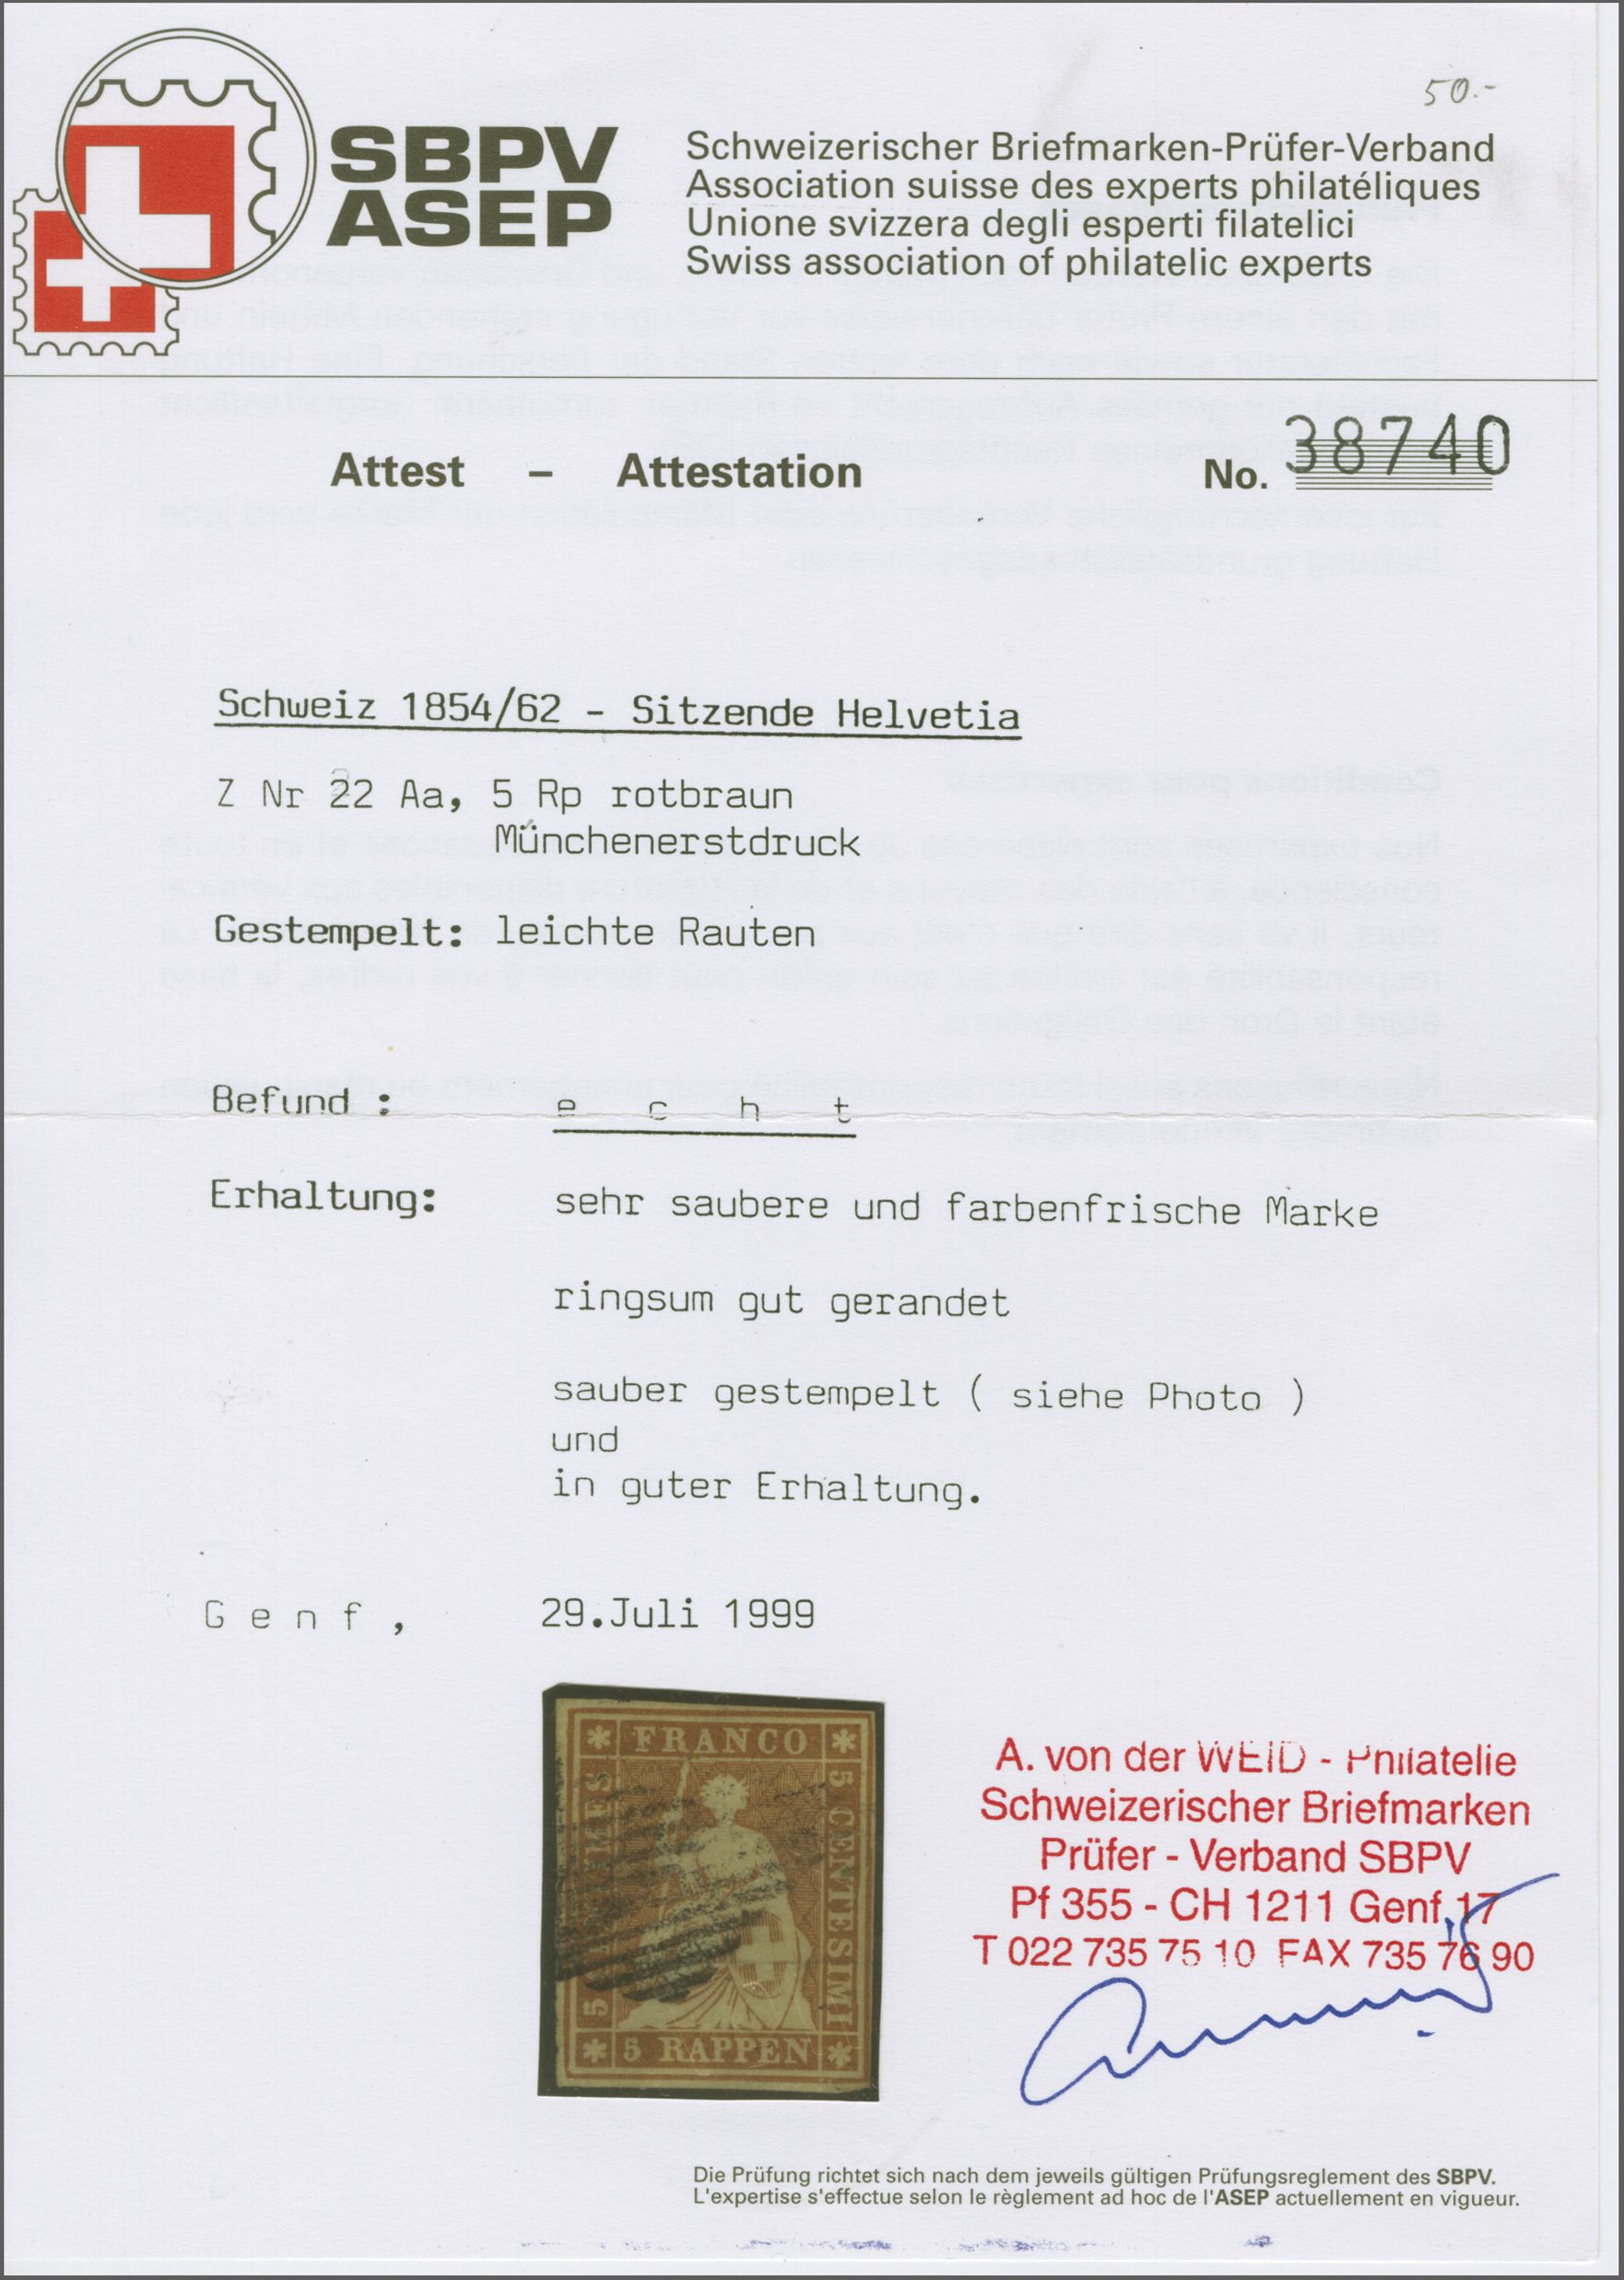 50.-
SBPV
ASEP
Schweizerischer Briefmarken-Prüfer-Verband
Association suisse des experts philatéliques
Unione svizzera degli esperti filatelici
Swiss association of philatelic experts
Attest – Attestation
No. 38740
Schweiz 1854/62 - Sitzende Helvetia
Z Nr 22 Aa, 5 Rp rotbraun
Münchenerstdruck
Gestempelt: leichte Rauten
Befund : e c h t
Erhaltung: sehr saubere und farbenfrische Marke
ringsum gut gerandet
sauber gestempelt ( siehe Photo )
und
in guter Erhaltung.
G e n f , 29.Juli 1999
FRANCO
5 CENTESIMI
5 RAPPEN
A. von der WEID - Philatelie
Schweizerischer Briefmarken
Prüfer - Verband SBPV
Pf 355 - CH 1211 Genf 17
T 022 735 75 10 FAX 735 76 90
Die Prüfung richtet sich nach dem jeweils gültigen Prüfungsreglement des SBPV.
L'expertise s'effectue selon le règlement ad hoc de l'ASEP actuellement en vigueur.